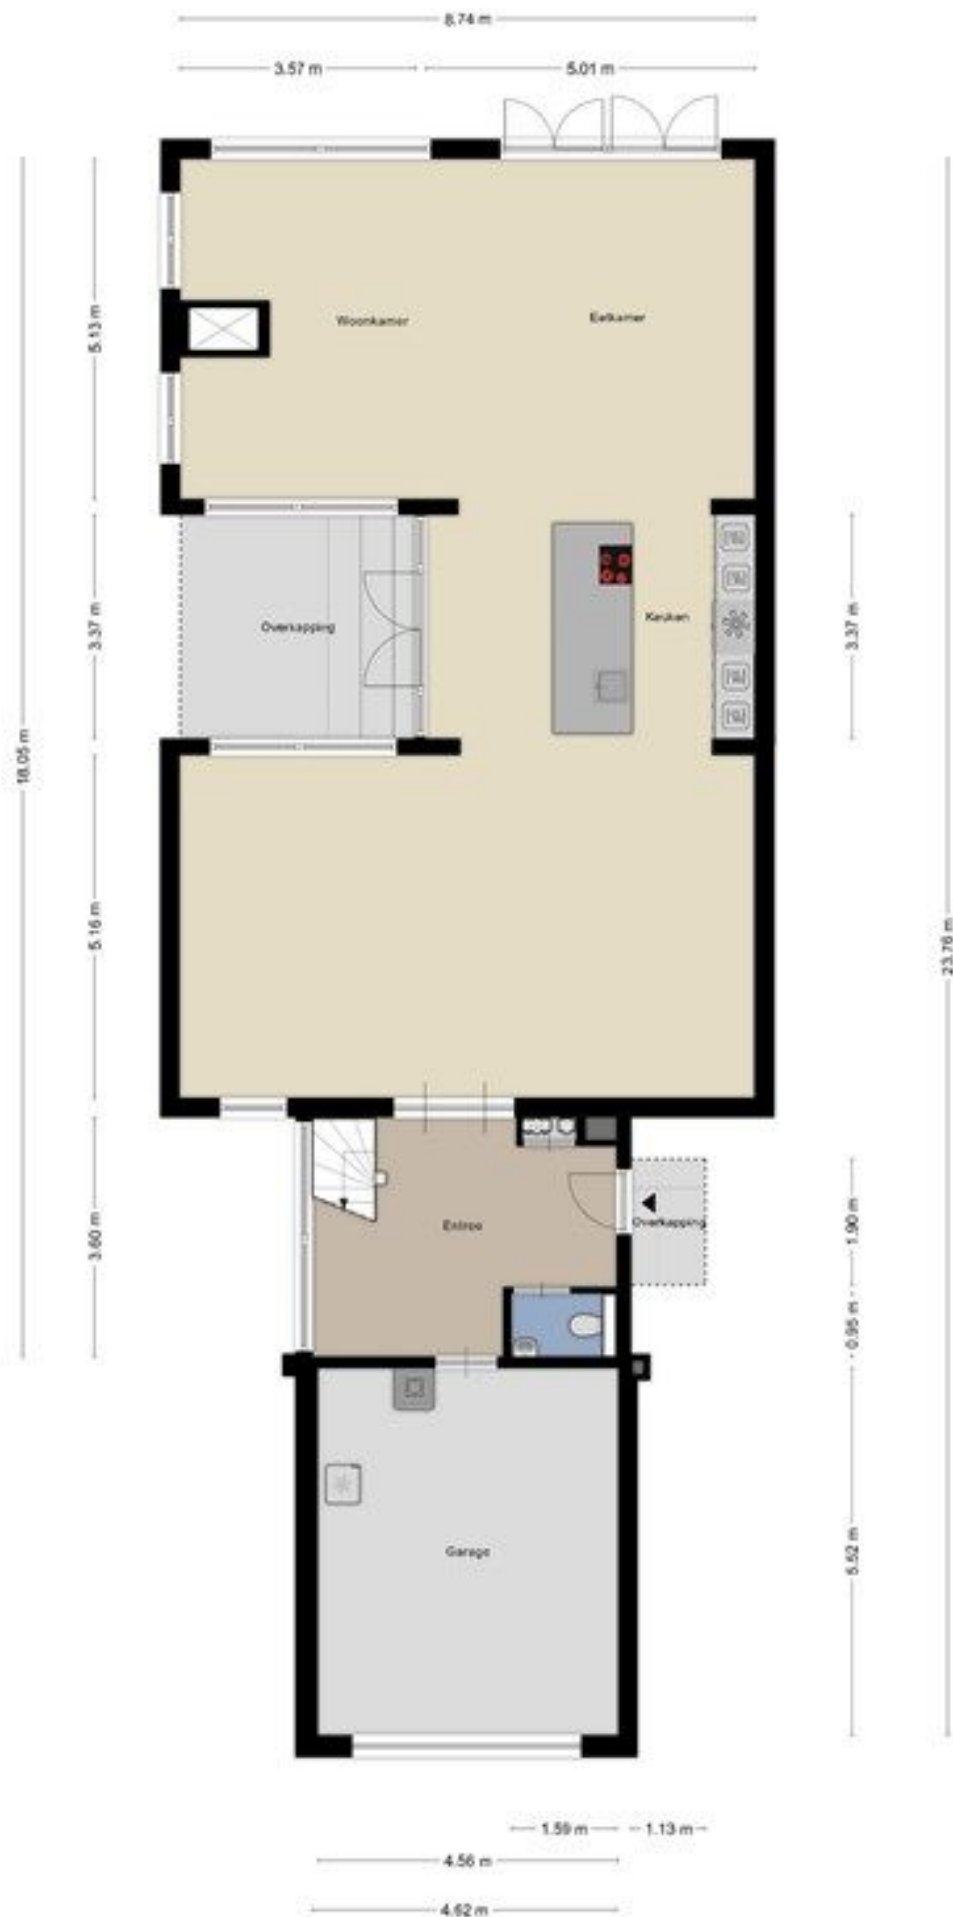 8.74 m
3.57 m
5.01 m
Woonkamer
Eetkamer
5.13 m
Overkapping
Keuken
3.37 m
3.37 m
18.05 m
5.16 m
23.76 m
Entree
Overkapping
3.60 m
1.90 m
0.95 m
Garage
5.52 m
1.59 m
1.13 m
4.56 m
4.62 m